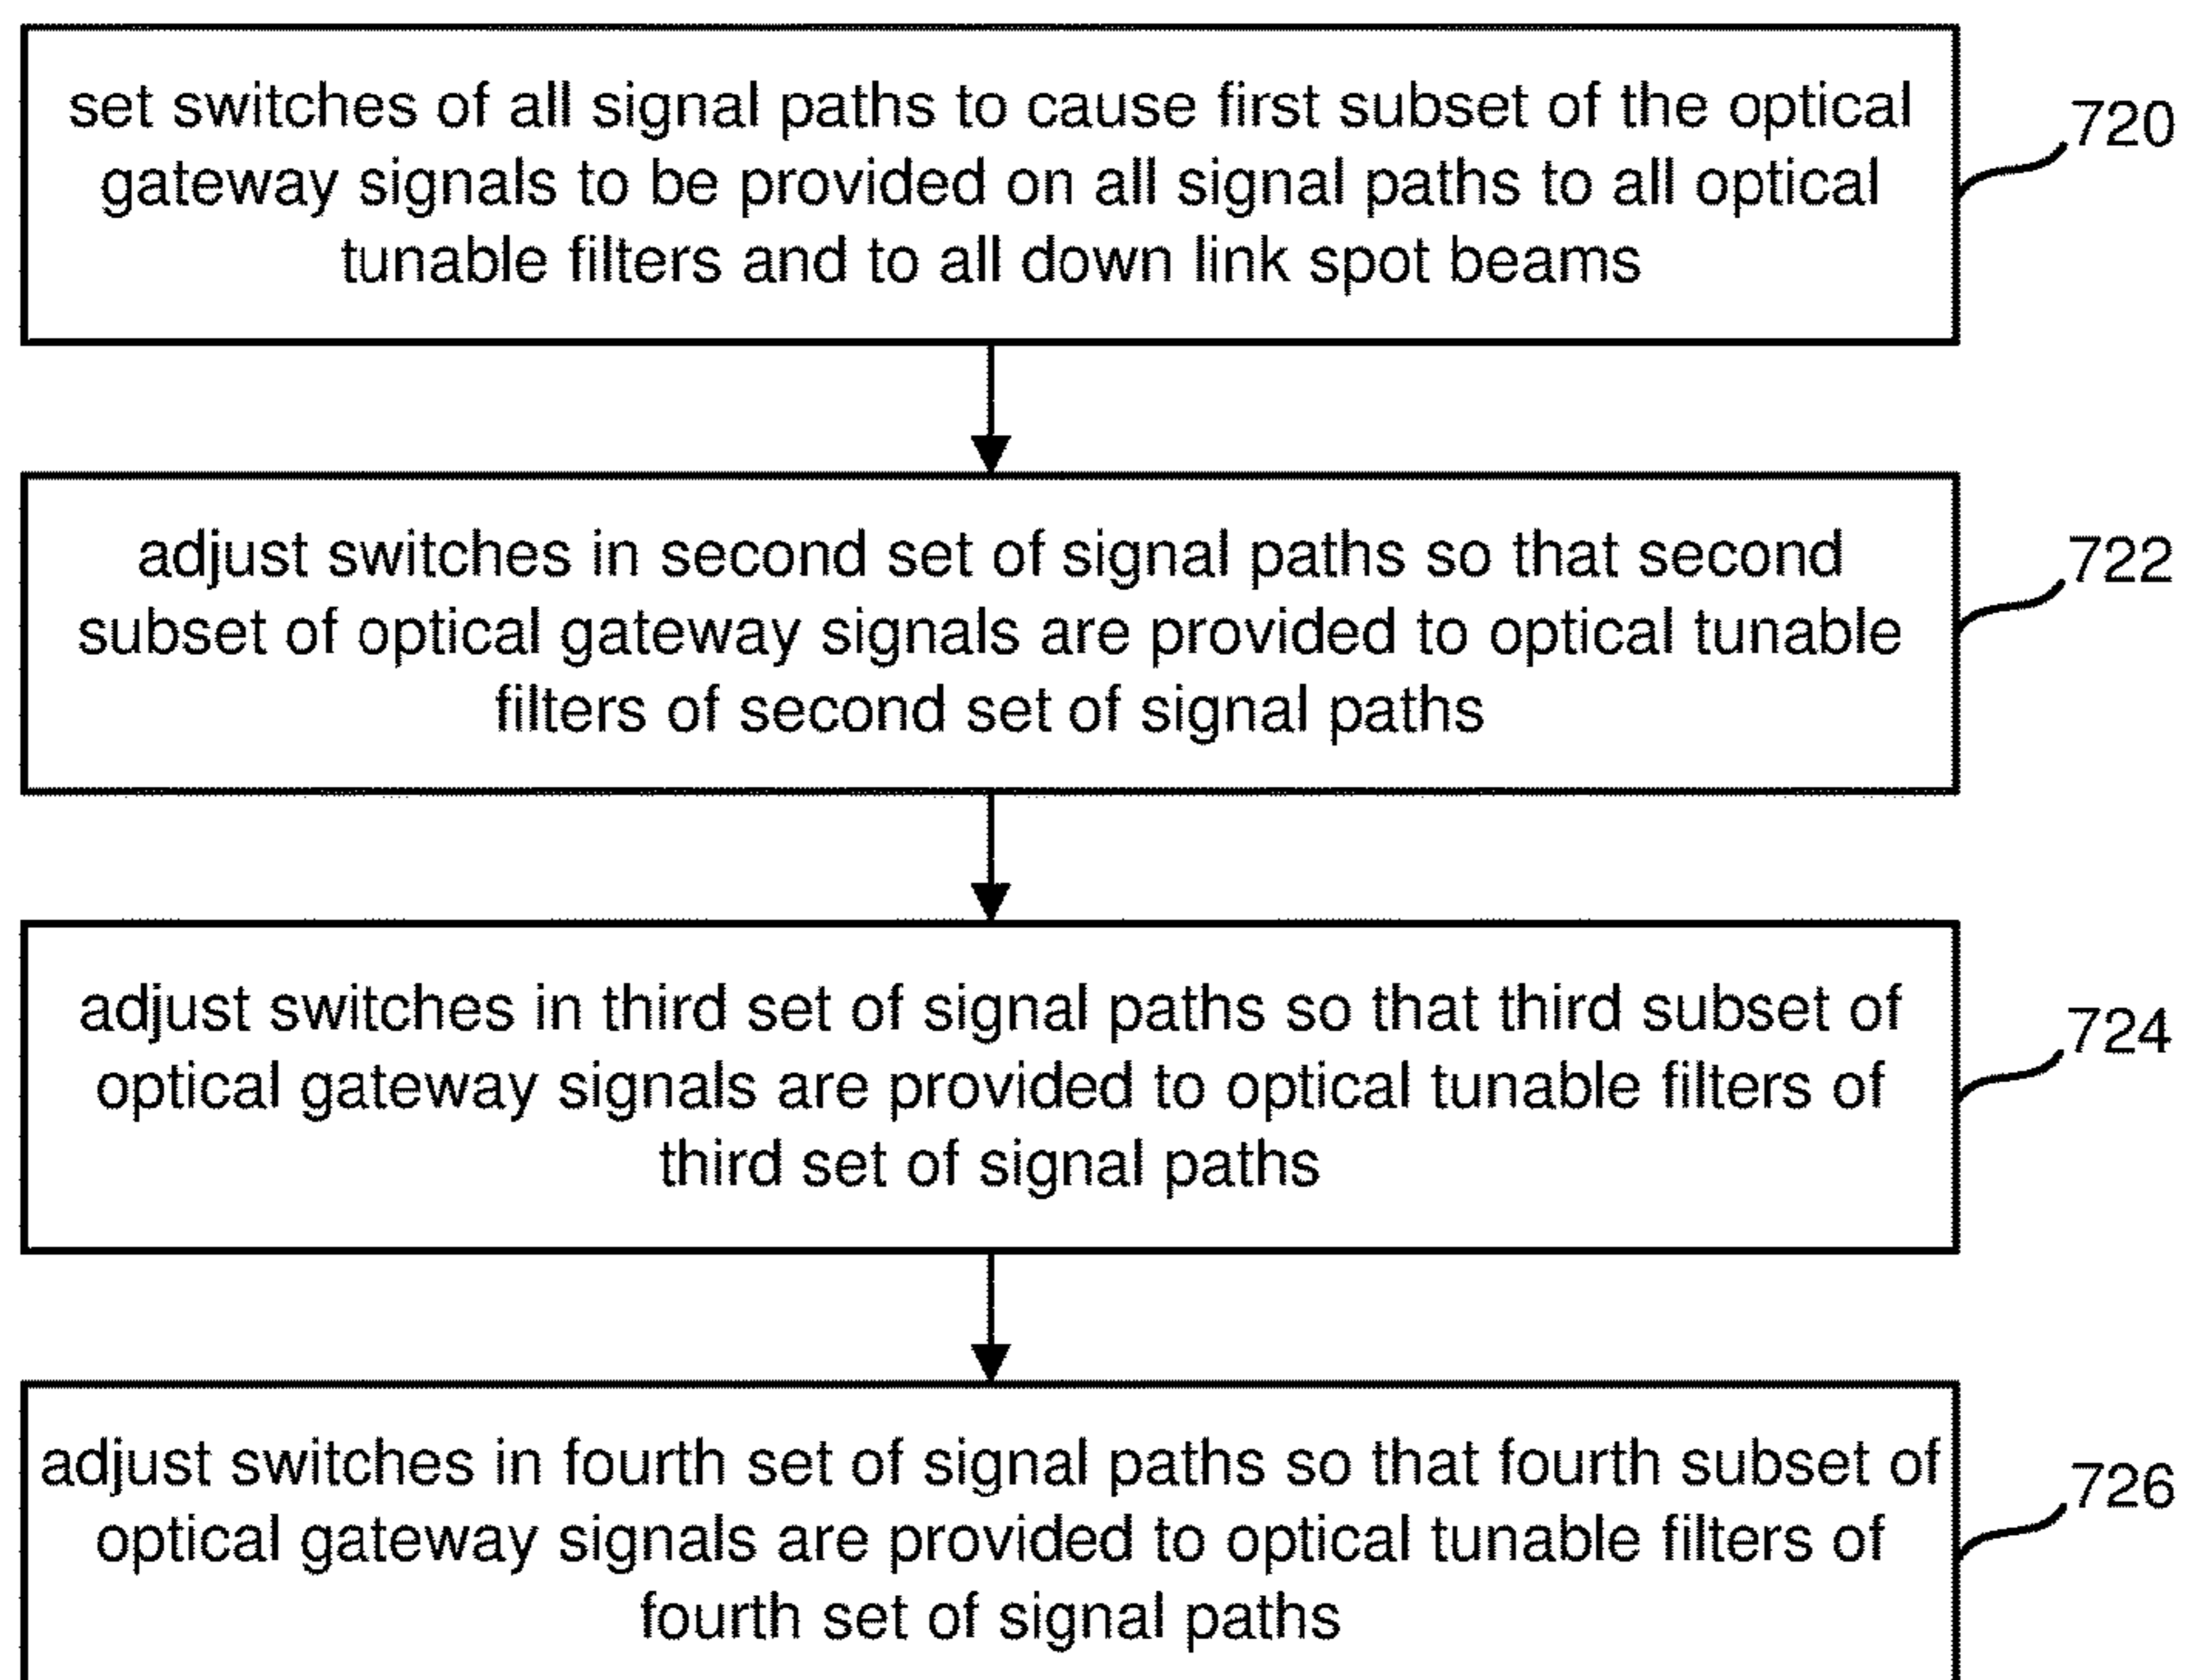 set switches of all signal paths to cause first subset of the optical
gateway signals to be provided on all signal paths to all optical
tunable filters and to all down link spot beams
720
adjust switches in second set of signal paths so that second
subset of optical gateway signals are provided to optical tunable
filters of second set of signal paths
722
adjust switches in third set of signal paths so that third subset of
optical gateway signals are provided to optical tunable filters of
third set of signal paths
724
adjust switches in fourth set of signal paths so that fourth subset of
optical gateway signals are provided to optical tunable filters of
fourth set of signal paths
726